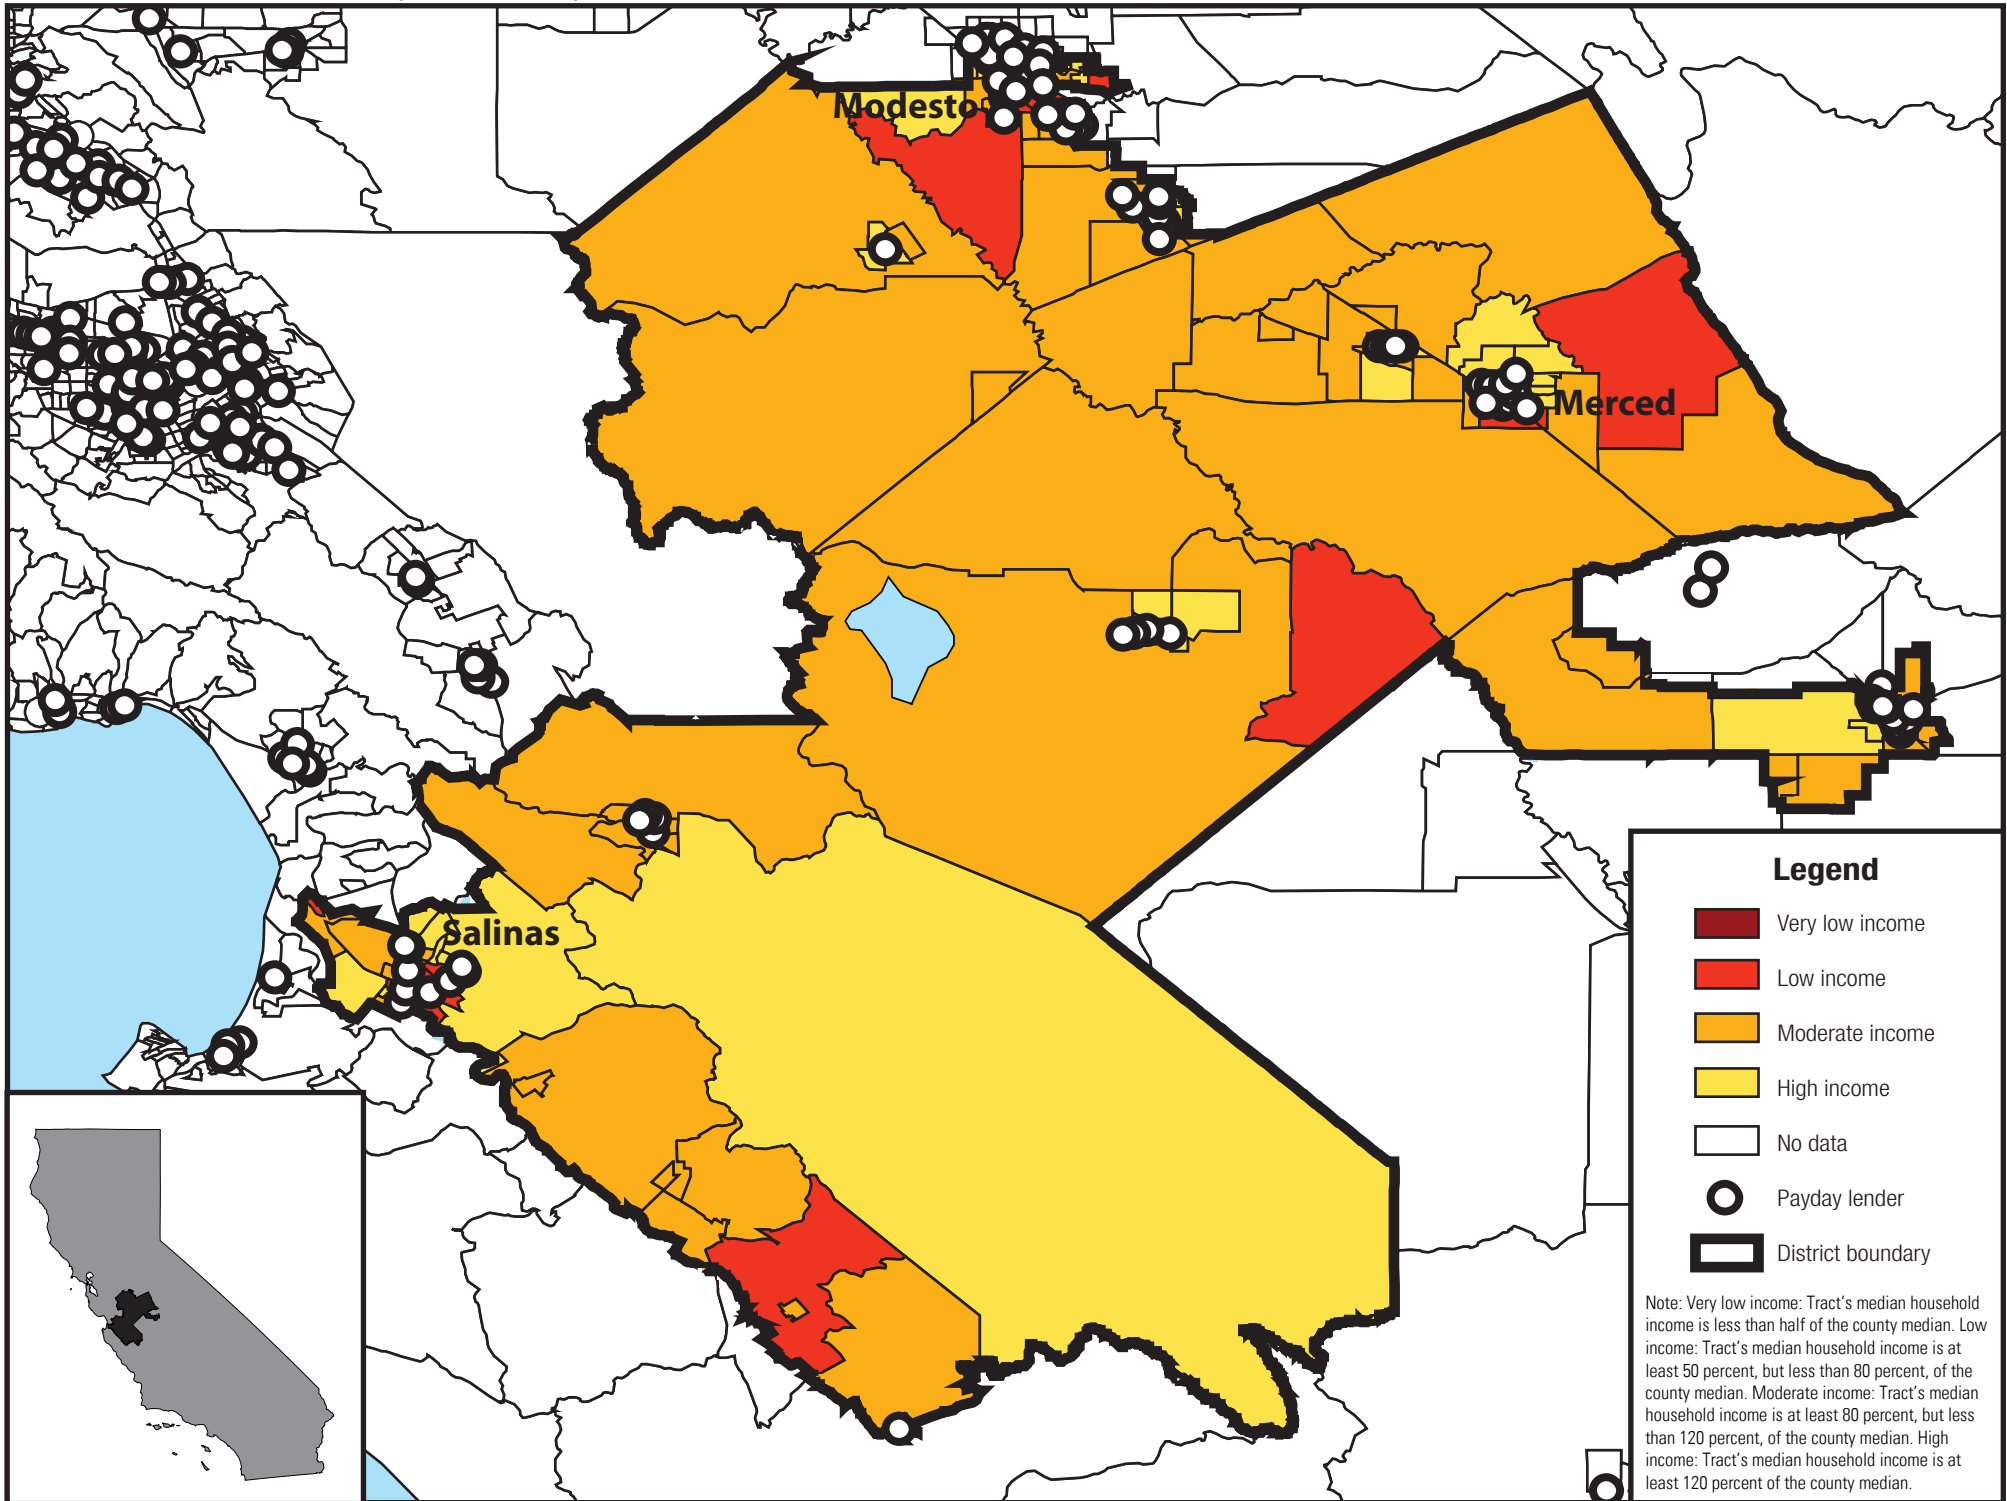 Modesto
Merced
Salinas
Legend
Very low income
Low income
Moderate income
High income
No data
Payday lender
District boundary
Note: Very low income: Tract’s median household
income is less than half of the county median. Low
income: Tract’s median household income is at
least 50 percent, but less than 80 percent, of the
county median. Moderate income: Tract’s median
household income is at least 80 percent, but less
than 120 percent, of the county median. High
income: Tract’s median household income is at
least 120 percent of the county median.